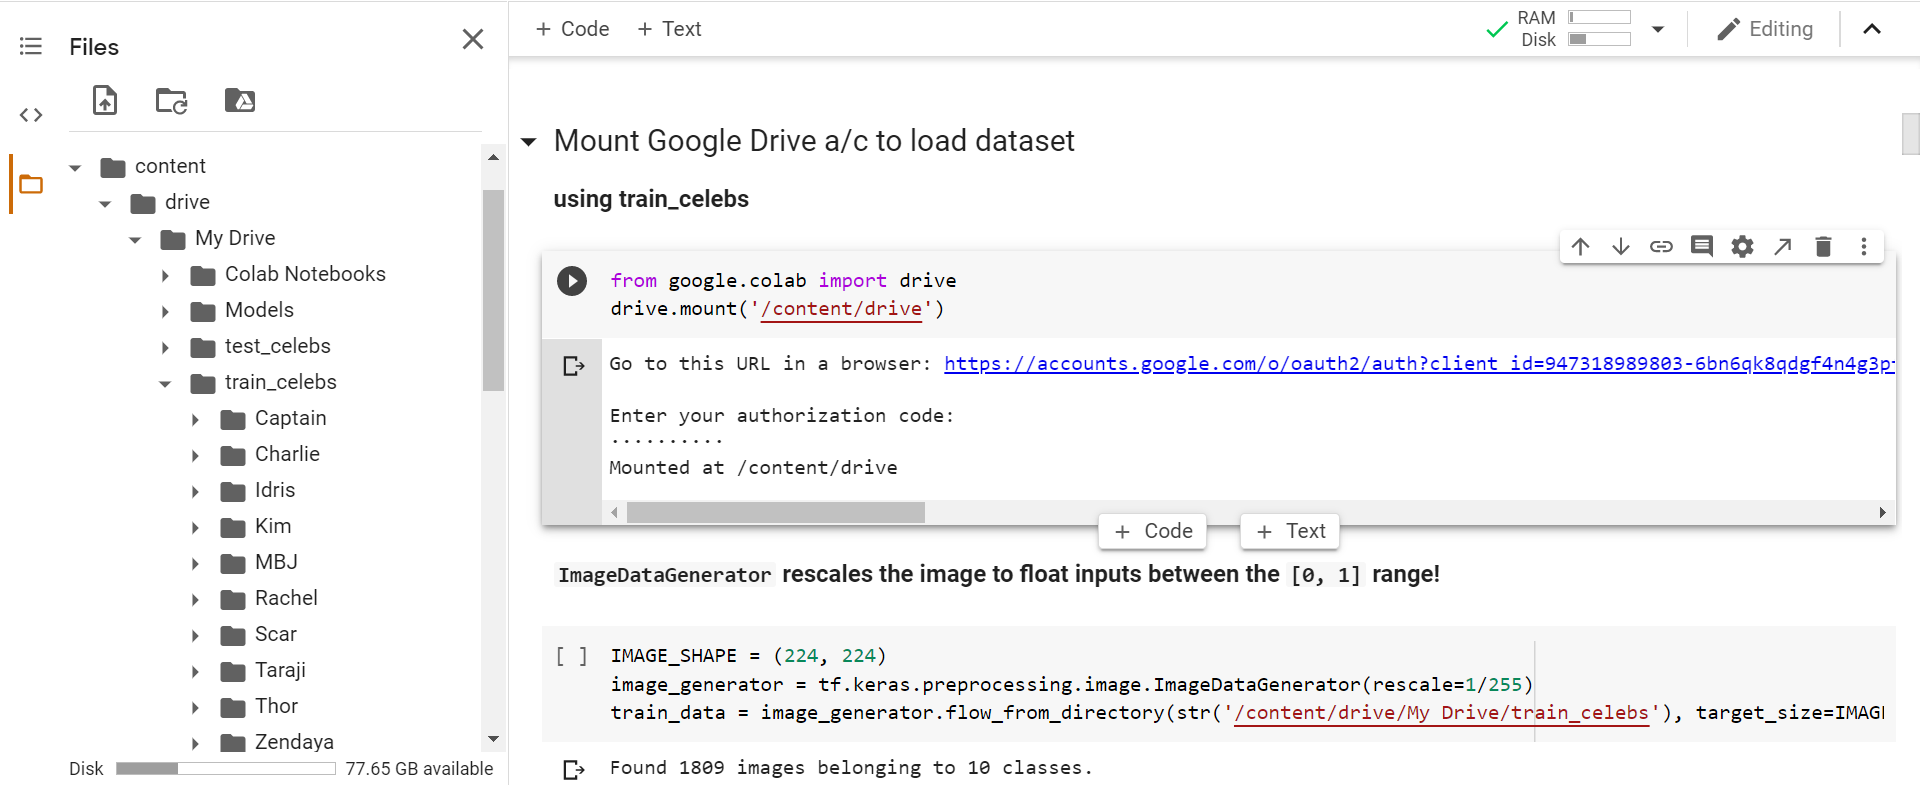 Files
content
drive
My Drive
Colab Notebooks
Models
test_celebs
train_celebs
Captain
Charlie
Idris
Kim
MBJ
Rachel
Scar
Taraji
Thor
Zendaya
Disk 77.65 GB available
+ Code + Text
RAM
Disk
Editing
Mount Google Drive a/c to load dataset
using train_celebs
from google.colab import drive
drive.mount('/content/drive')
Go to this URL in a browser: https://accounts.google.com/o/oauth2/auth?client_id=947318989803-6bn6qk8qdgf4n4g3p
Enter your authorization code:
··········
Mounted at /content/drive
+ Code + Text
ImageDataGenerator rescales the image to float inputs between the [0, 1] range!
[ ] IMAGE_SHAPE = (224, 224)
image_generator = tf.keras.preprocessing.image.ImageDataGenerator(rescale=1/255)
train_data = image_generator.flow_from_directory(str('/content/drive/My Drive/train_celebs'), target_size=IMAG
Found 1809 images belonging to 10 classes.